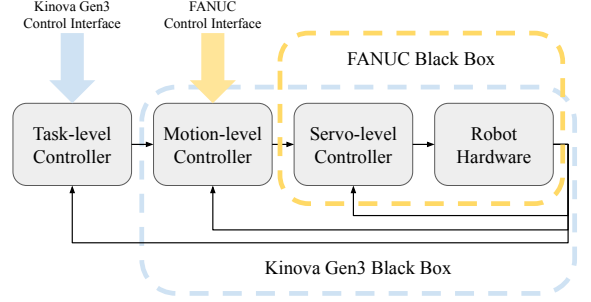 Kinova Gen3
Control Interface
FANUC
Control Interface
FANUC Black Box
Task-level
Controller
Motion-level
Controller
Servo-level
Controller
Robot
Hardware
Kinova Gen3 Black Box